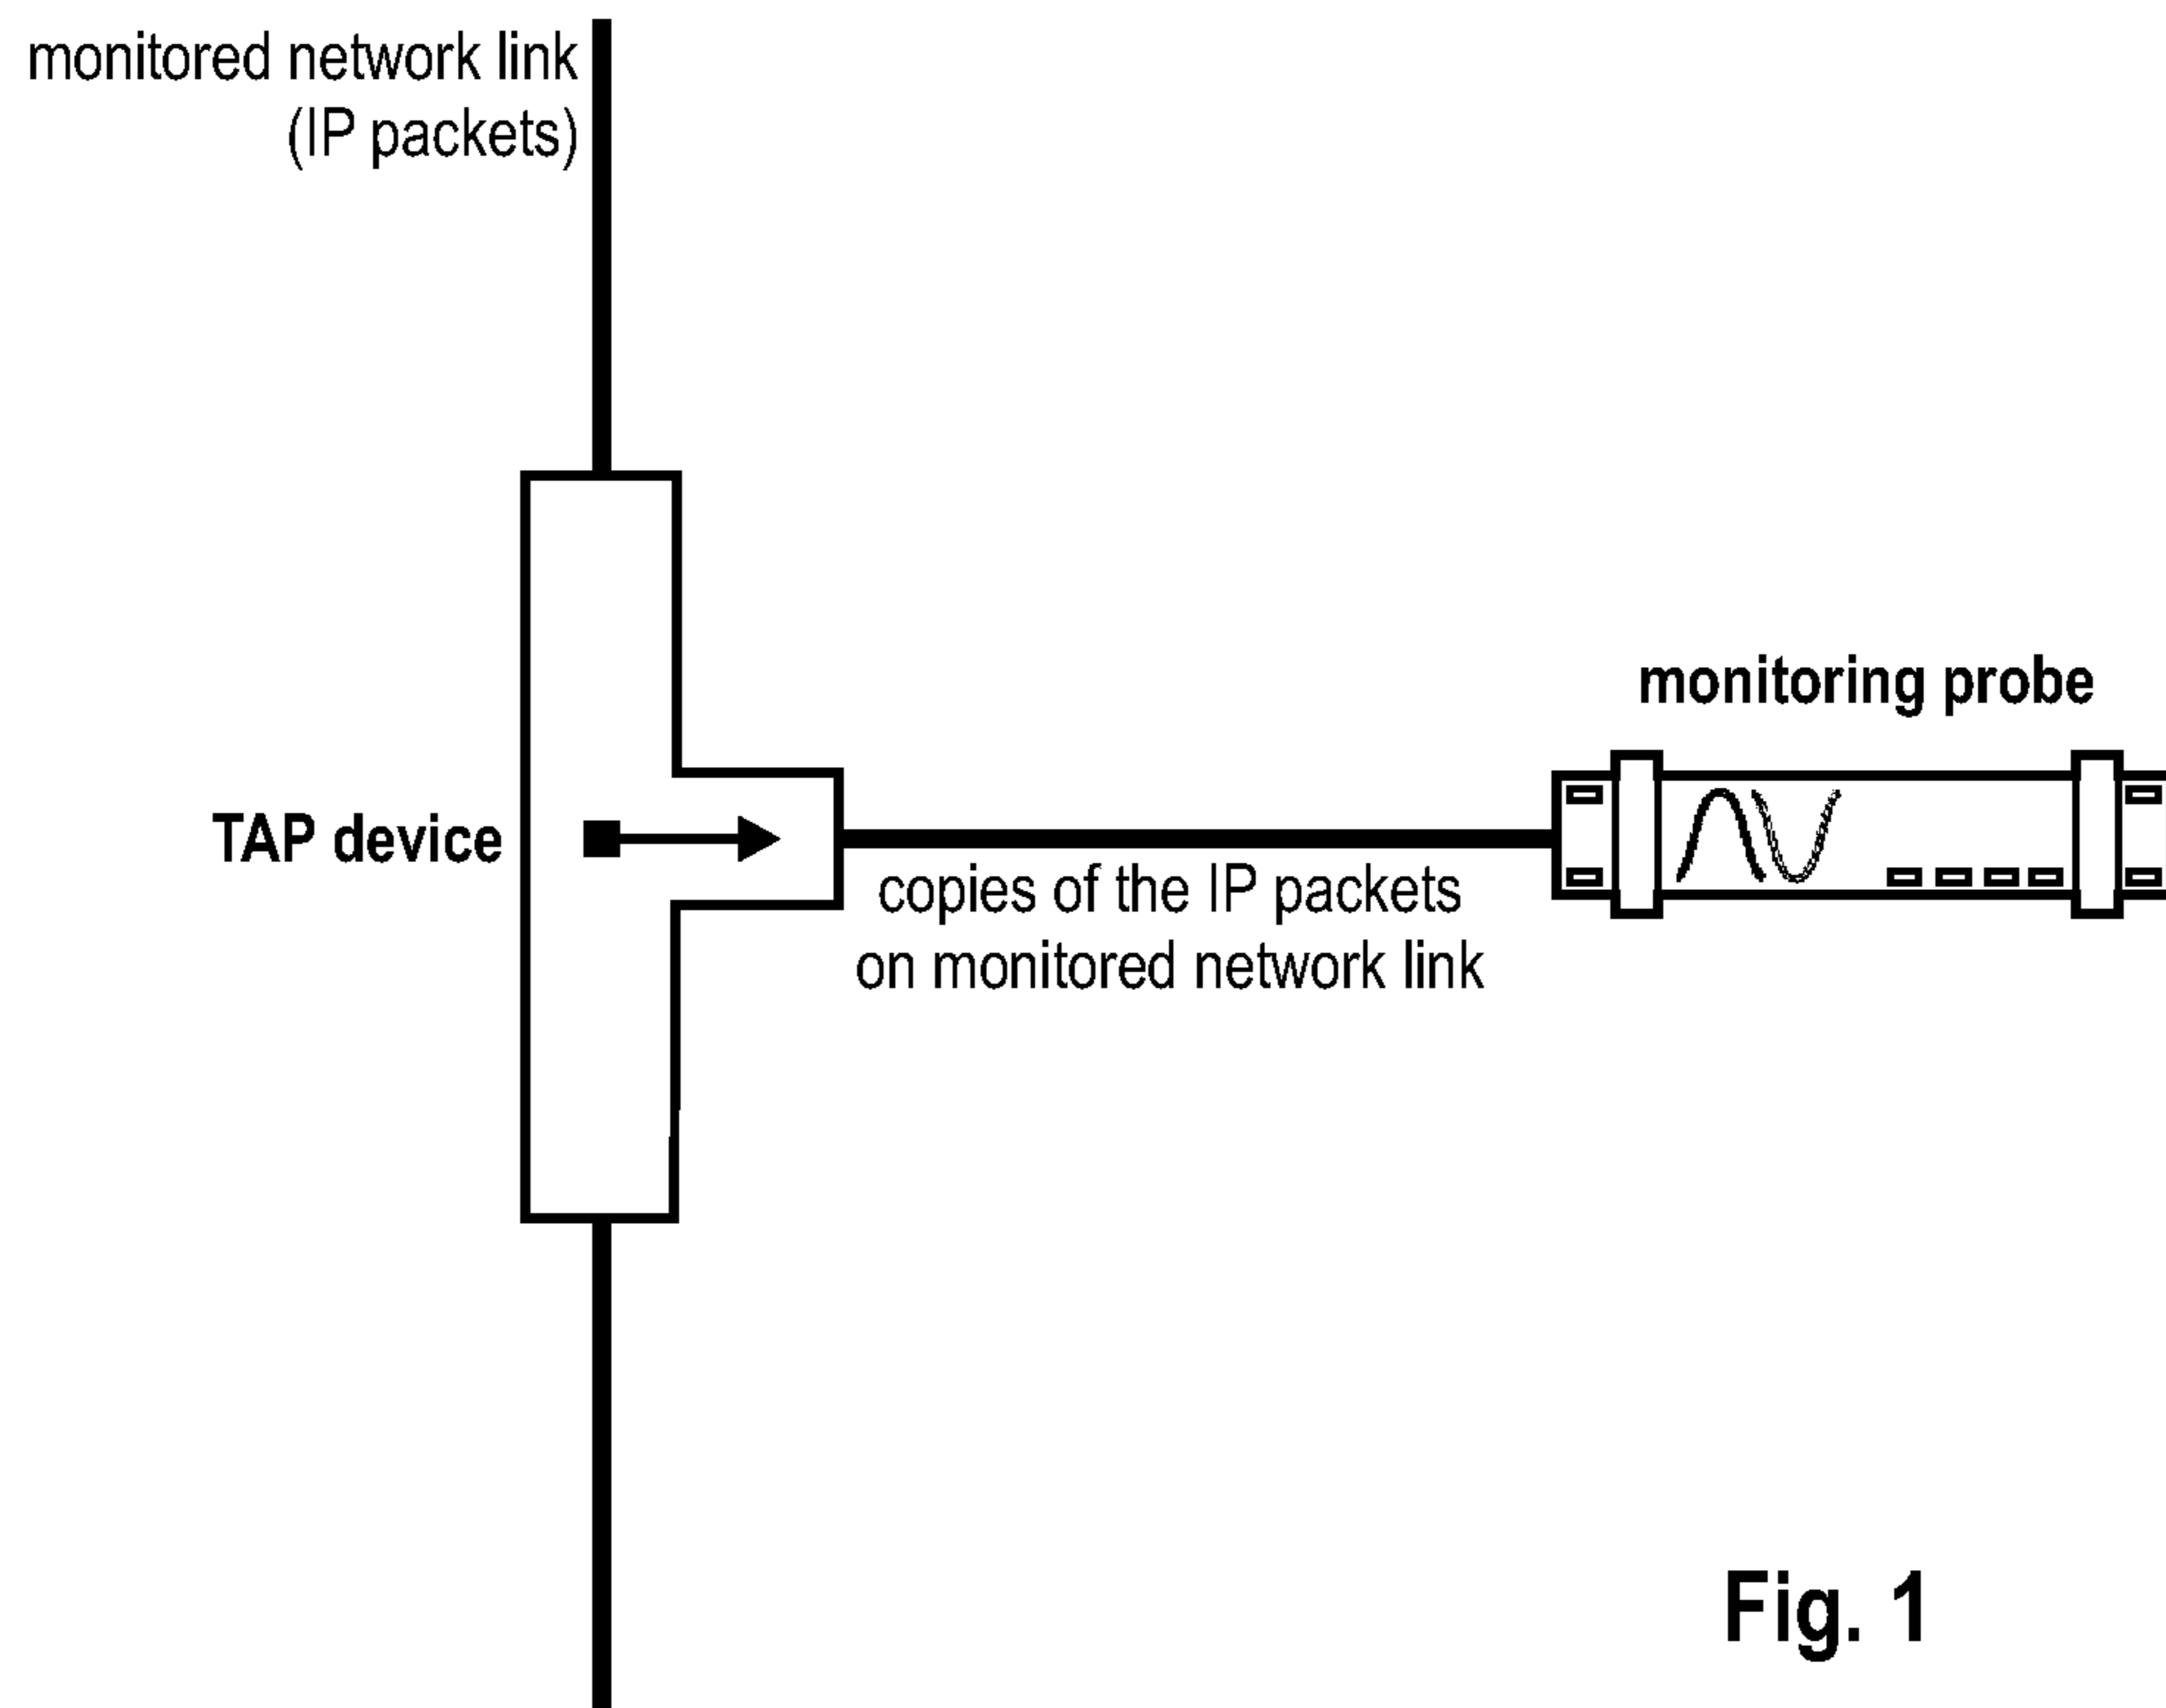 monitored network link
(IP packets)
monitoring probe
TAP device
copies of the IP packets
on monitored network link
Fig. 1